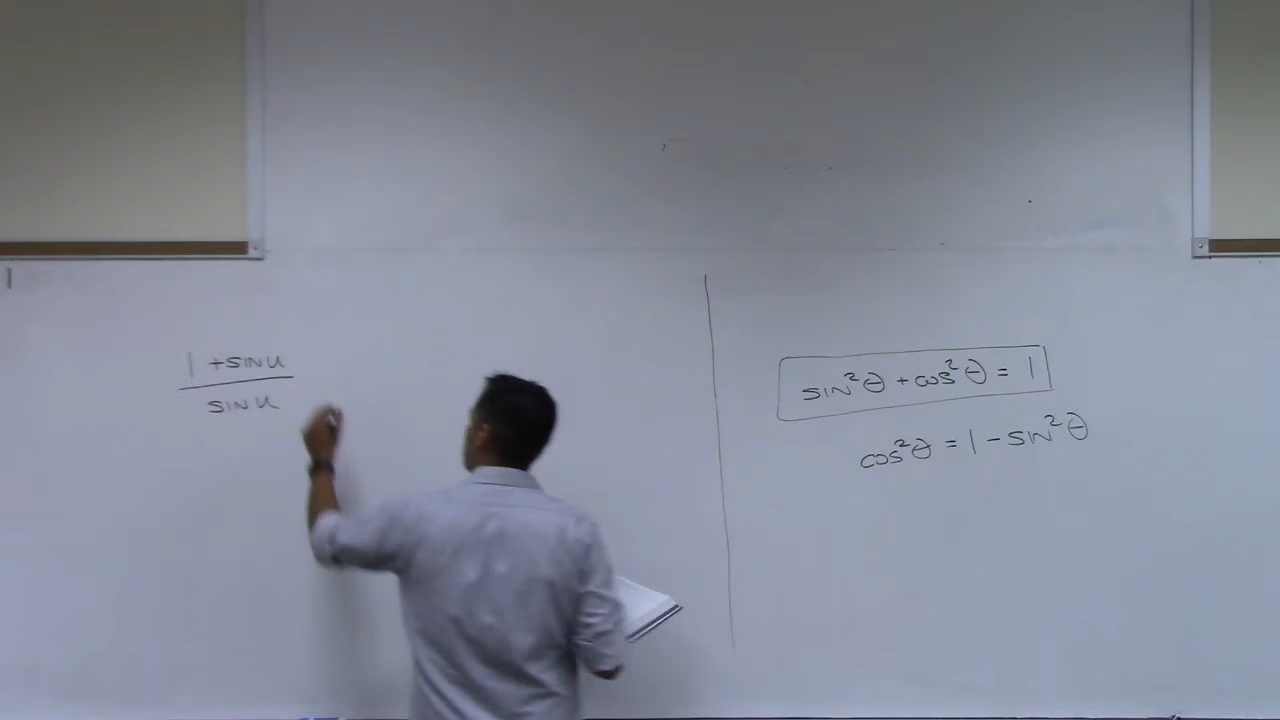 1 + SIN U
SIN U
SIN²θ + COS²θ = 1
COS²θ = 1 - SIN²θ